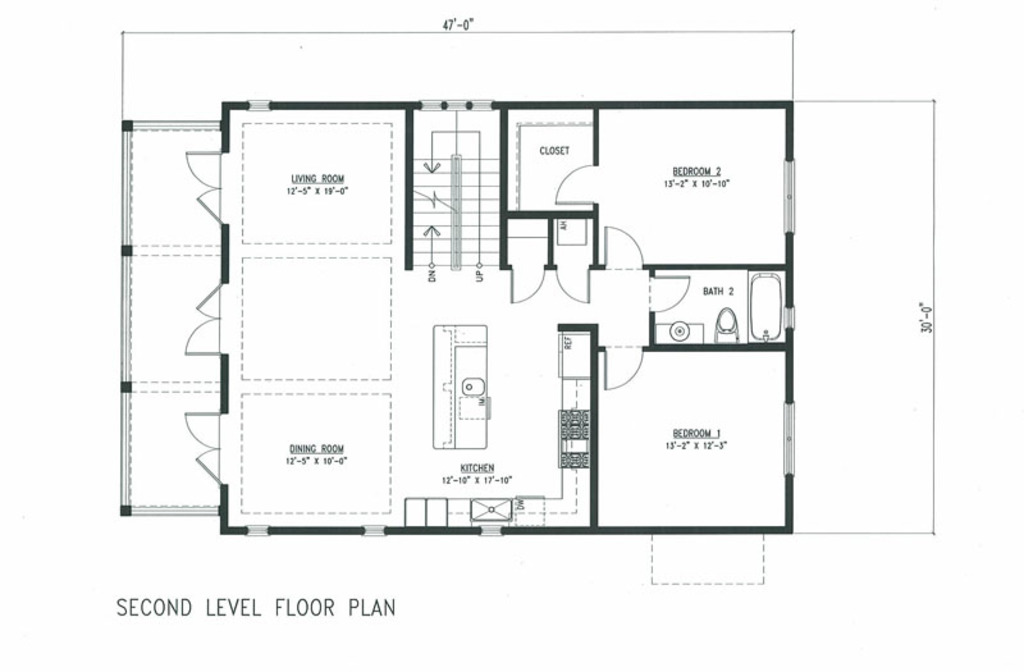 47'-0"
CLOSET
BEDROOM 2
13'-2" X 10'-10"
LIVING ROOM
12'-5" X 19'-0"
AH
DN
UP
BATH 2
30'-0"
REF
IM
BEDROOM 1
13'-2" X 12'-3"
DINING ROOM
12'-5" X 10'-0"
KITCHEN
12'-10" X 17'-10"
DW
SECOND LEVEL FLOOR PLAN